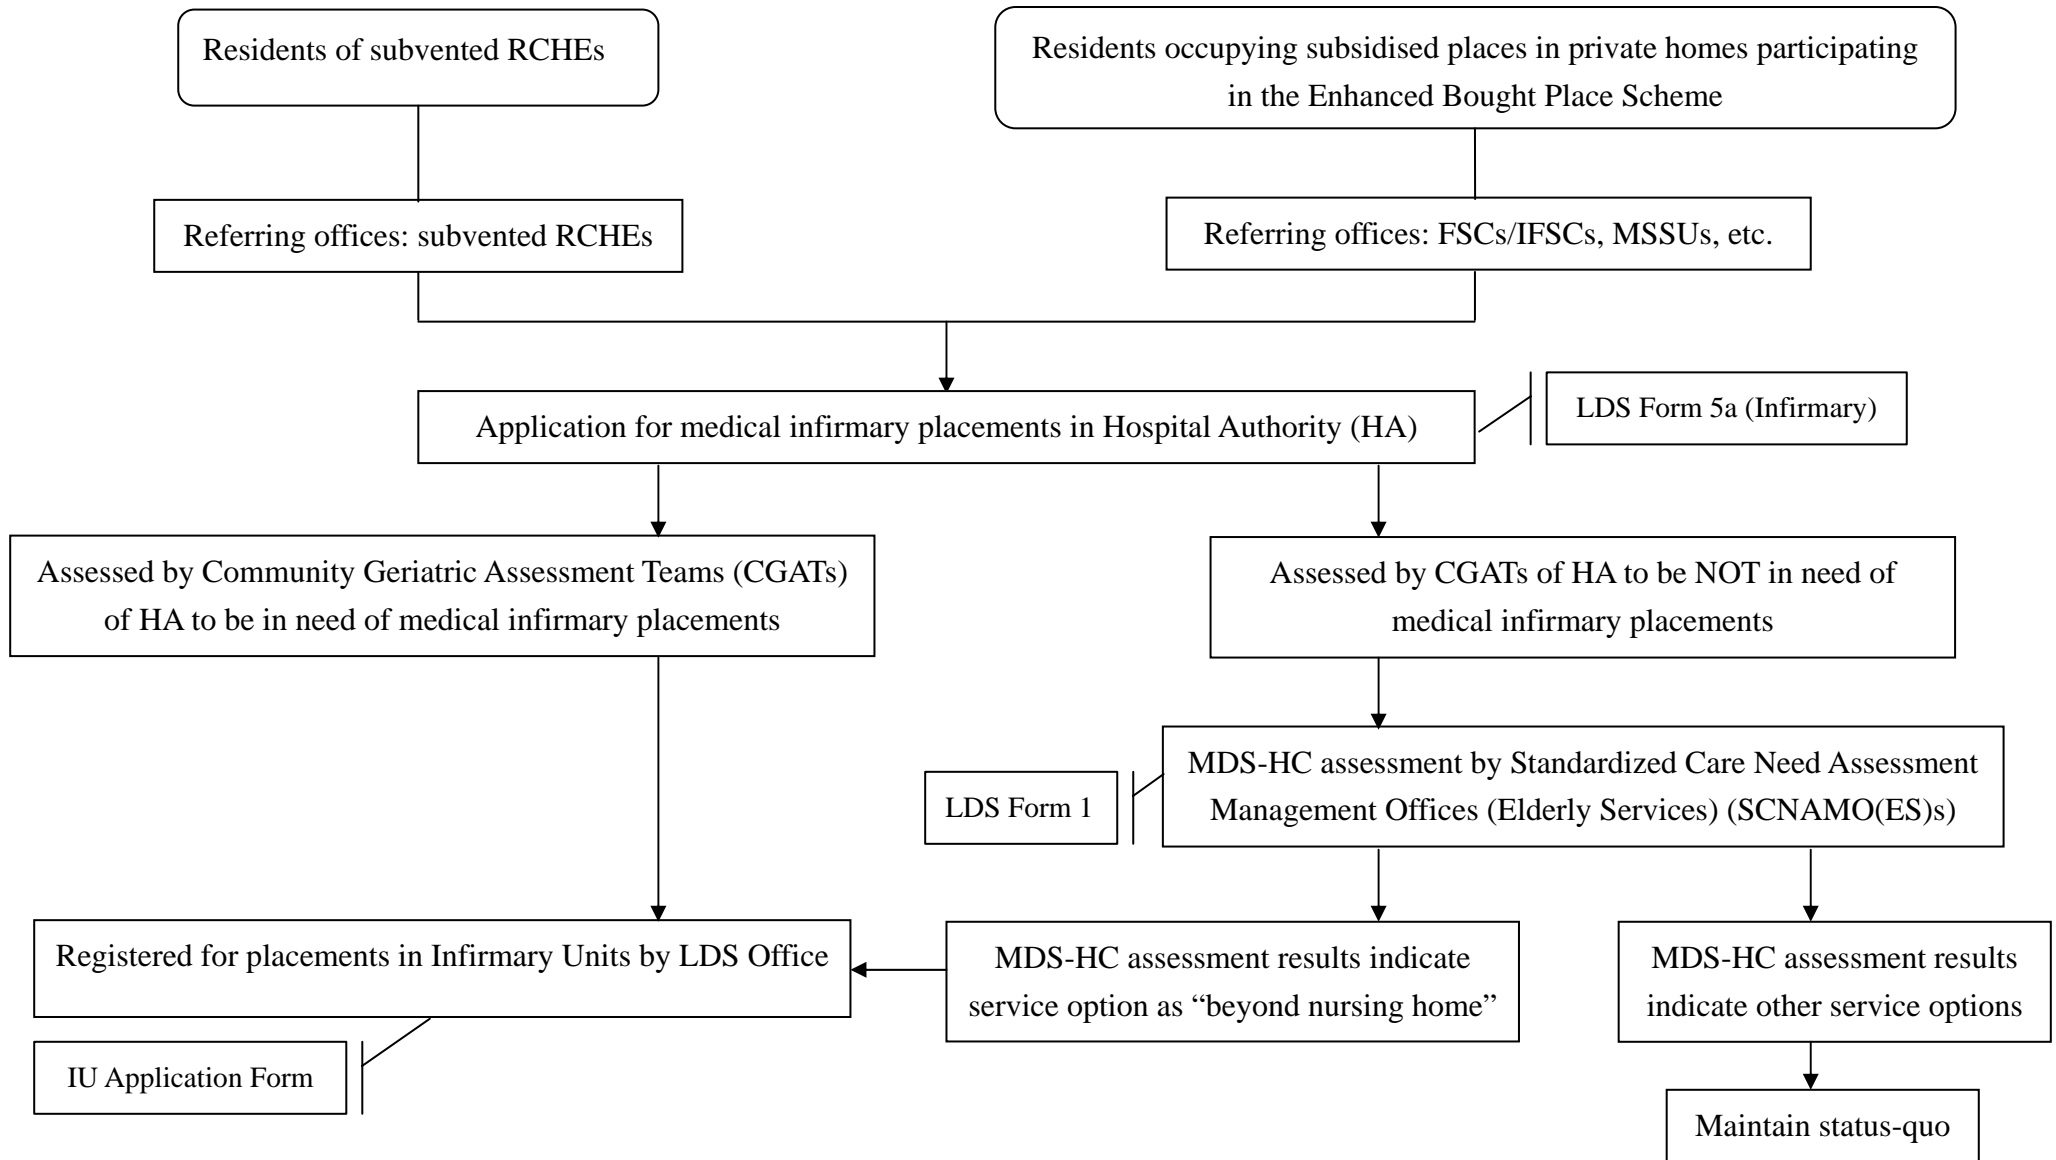 Residents of subvented RCHEs
Residents occupying subsidised places in private homes participating
in the Enhanced Bought Place Scheme
Referring offices: subvented RCHEs
Referring offices: FSCs/IFSCs, MSSUs, etc.
Application for medical infirmary placements in Hospital Authority (HA)
LDS Form 5a (Infirmary)
Assessed by Community Geriatric Assessment Teams (CGATs)
of HA to be in need of medical infirmary placements
Assessed by CGATs of HA to be NOT in need of
medical infirmary placements
LDS Form 1
MDS-HC assessment by Standardized Care Need Assessment
Management Offices (Elderly Services) (SCNAMO(ES)s)
Registered for placements in Infirmary Units by LDS Office
MDS-HC assessment results indicate
service option as “beyond nursing home”
MDS-HC assessment results
indicate other service options
IU Application Form
Maintain status-quo